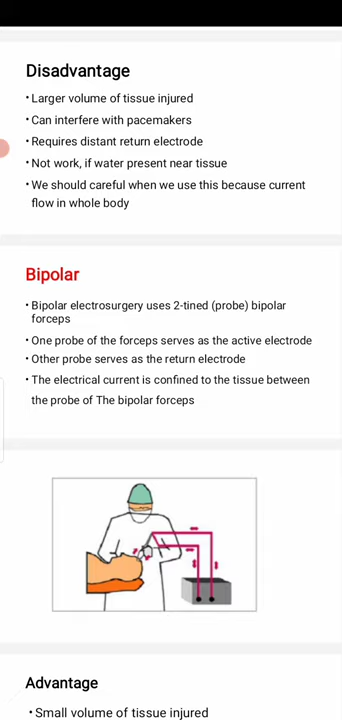 Disadvantage
• Larger volume of tissue injured
• Can interfere with pacemakers
• Requires distant return electrode
• Not work, if water present near tissue
• We should careful when we use this because current
flow in whole body
Bipolar
• Bipolar electrosurgery uses 2-tined (probe) bipolar
forceps
• One probe of the forceps serves as the active electrode
• Other probe serves as the return electrode
• The electrical current is confined to the tissue between
the probe of The bipolar forceps
Advantage
• Small volume of tissue injured